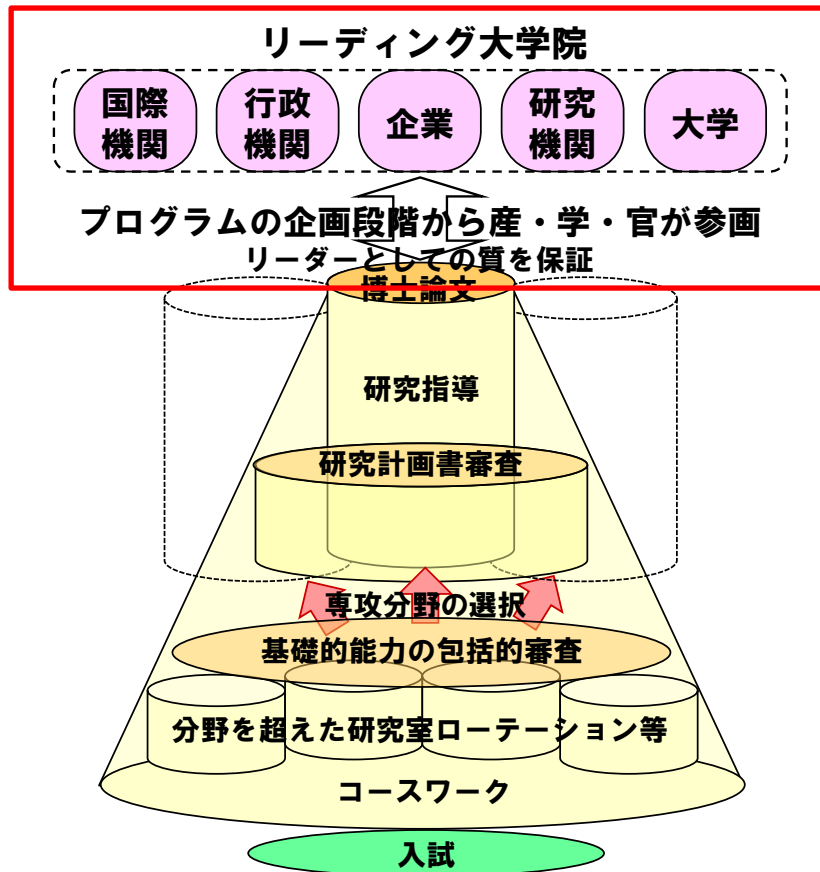 リーディング大学院
国際
機関
行政
機関
企業
研究
機関
大学
プログラムの企画段階から産・学・官が参画
リーダーとしての質を保証
博士論文
研究指導
研究計画書審査
専攻分野の選択
基礎的能力の包括的審査
分野を超えた研究室ローテーション等
コースワーク
入試